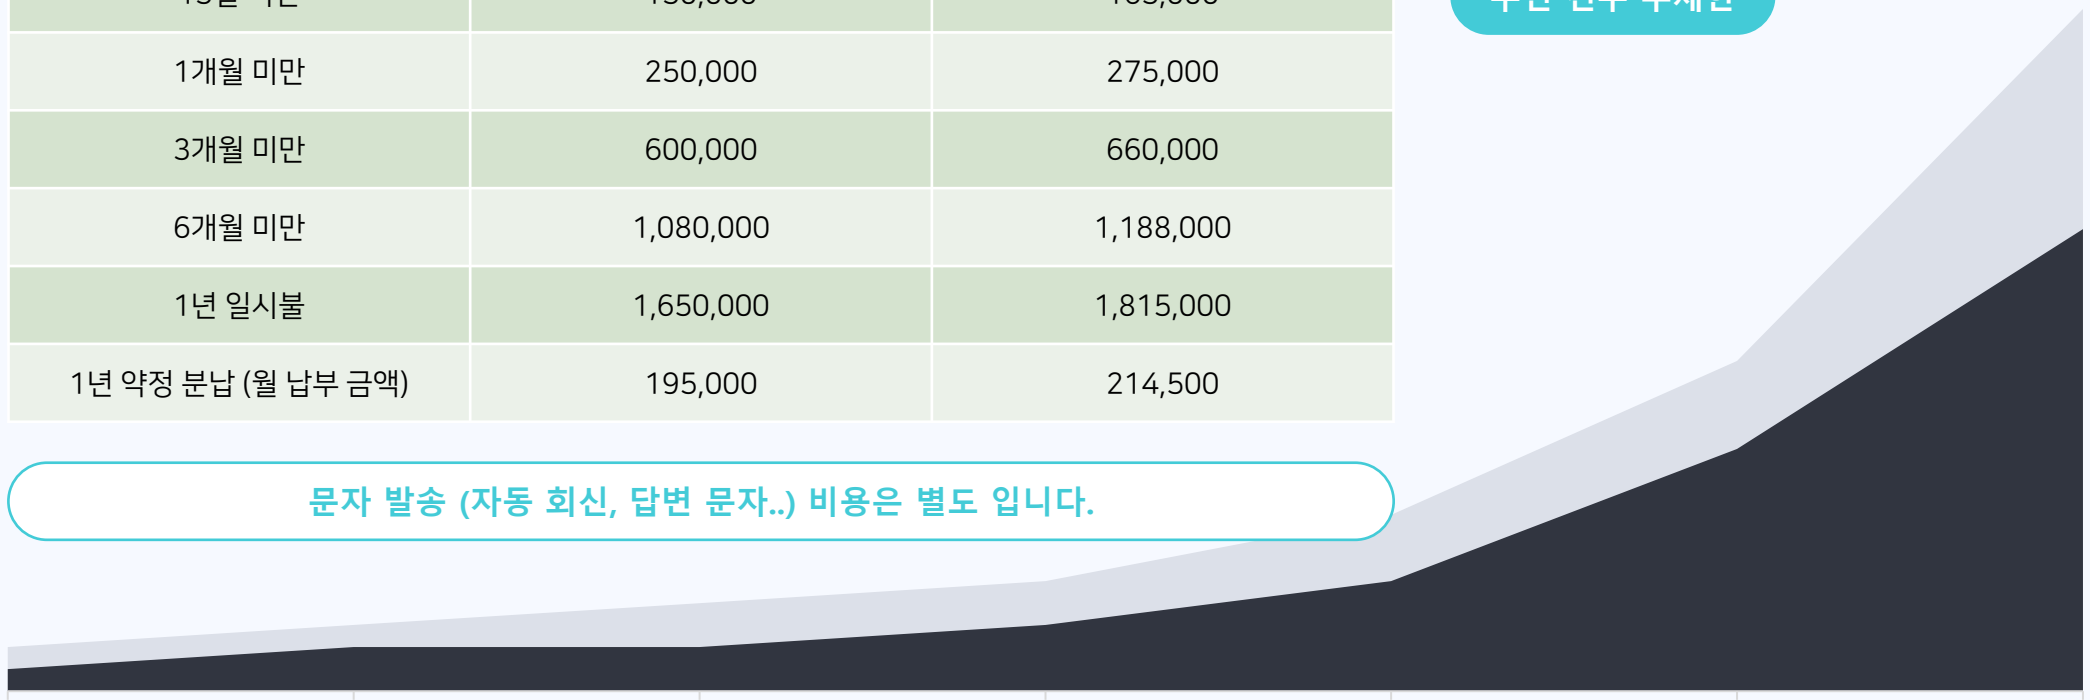 1개월 미만 250,000 275,000
3개월 미만 600,000 660,000
6개월 미만 1,080,000 1,188,000
1년 일시불 1,650,000 1,815,000
1년 약정 분납 (월 납부 금액) 195,000 214,500
문자 발송 (자동 회신, 답변 문자..) 비용은 별도 입니다.